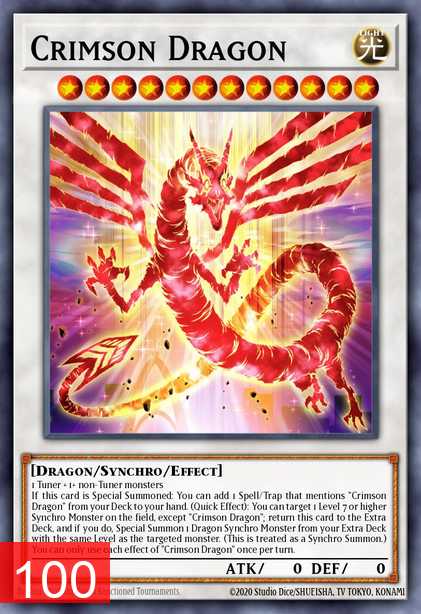 CRIMSON DRAGON
LIGHT
光
[DRAGON/SYNCHRO/EFFECT]
1 Tuner + 1+ non-Tuner monsters
If this card is Special Summoned: You can add 1 Spell/Trap that mentions "Crimson
Dragon" from your Deck to your hand. (Quick Effect): You can target 1 Level 7 or higher
Synchro Monster on the field, except "Crimson Dragon"; return this card to the Extra
Deck, and if you do, Special Summon 1 Dragon Synchro Monster from your Extra Deck
with the same Level as the targeted monster. (This is treated as a Synchro Summon.)
You can only use each effect of "Crimson Dragon" once per turn.
ATK/ 0 DEF/ 0
100
Sanctioned Tournaments.
©2020 Studio Dice/SHUEISHA, TV TOKYO, KONAMI